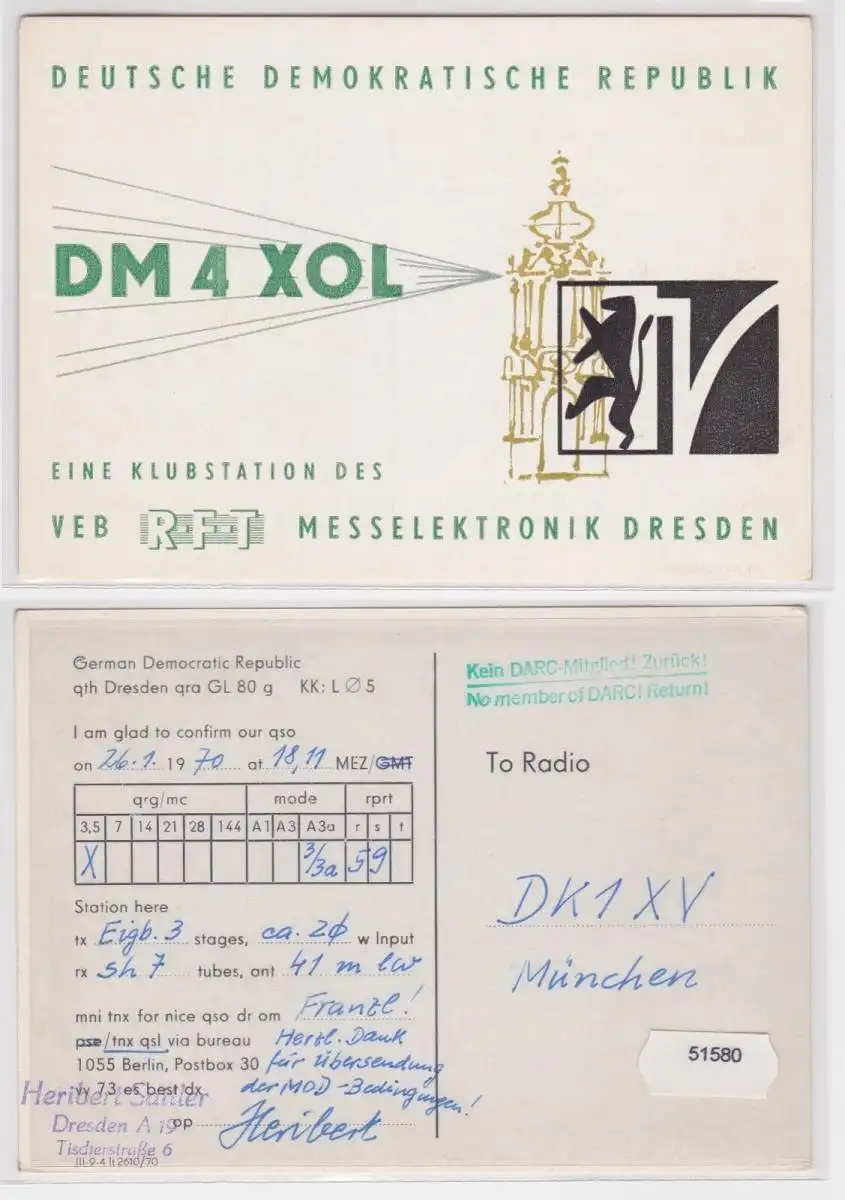 DEUTSCHE DEMOKRATISCHE REPUBLIK
DM 4 XOL
EINE KLUBSTATION DES
VEB R·F·T MESSELEKTRONIK DRESDEN
German Democratic Republic
qth Dresden qra GL 80 g KK: L Ø 5
I am glad to confirm our qso
on 26.1. 1970 at 18,11 MEZ/GMT
qrg/mc mode rprt
3,5 7 14 21 28 144 A1 A3 A3a r s t
X 3/3a 5 9
Station here
tx Eigb. 3 stages, ca. 2ø w Input
rx Sh 7 tubes, ant 41 m LW
mni tnx for nice qso dr om Franzl!
pse/tnx qsl via bureau Herzl. Dank
1055 Berlin, Postbox 30 für Übersendung
vy 73 es best dx der MOD-Bedingungen!
Heribert
Dresden A 19
pp Heribert
Tischerstraße 6
III-9-4 It 2610/70
Kein DARC-Mitglied! Zurück!
No member of DARC! Return!
To Radio
DK1XV
München
51580